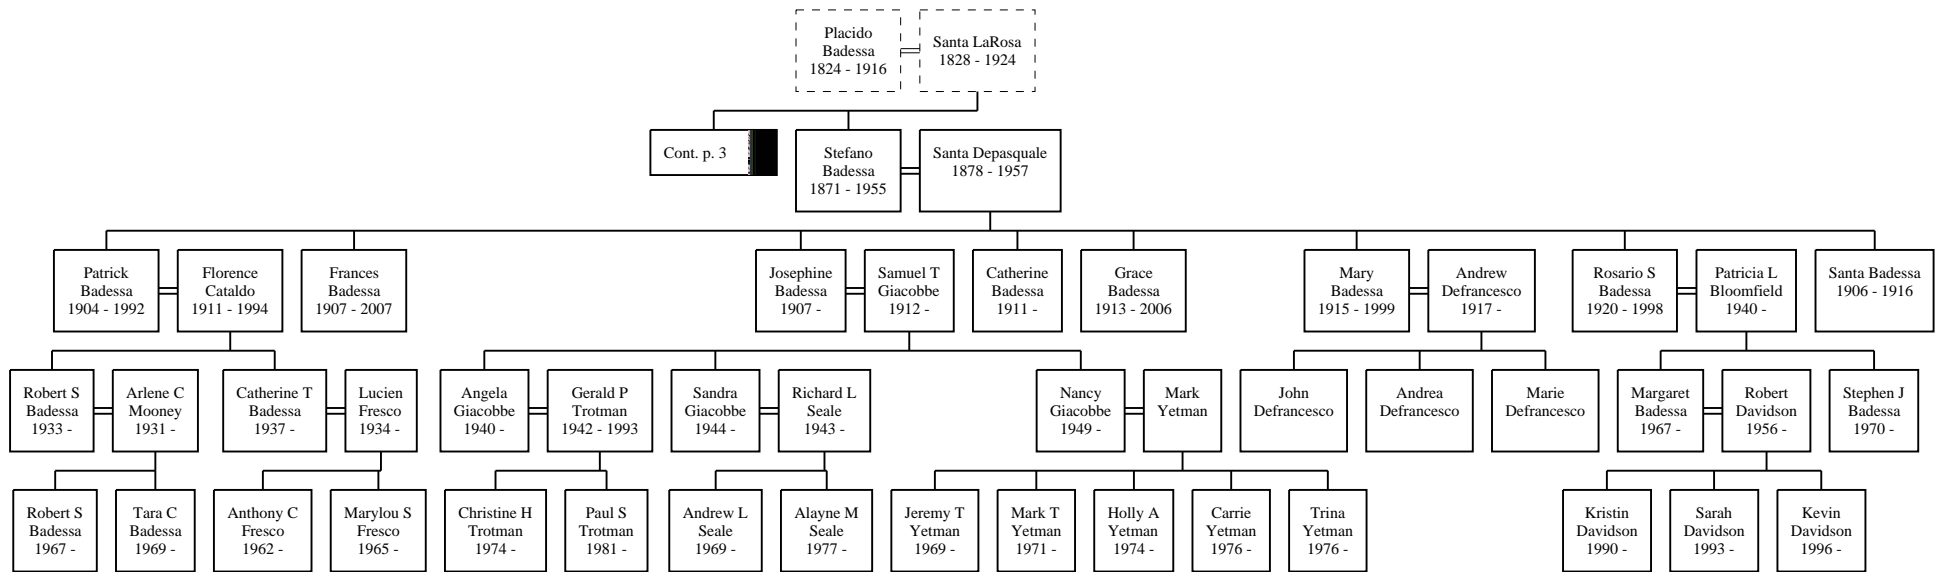 Placido
Badessa
1824 - 1916
Santa LaRosa
1828 - 1924
Cont. p. 3
Stefano
Badessa
1871 - 1955
Santa Depasquale
1878 - 1957
Patrick
Badessa
1904 - 1992
Florence
Cataldo
1911 - 1994
Frances
Badessa
1907 - 2007
Josephine
Badessa
1907 -
Samuel T
Giacobbe
1912 -
Catherine
Badessa
1911 -
Grace
Badessa
1913 - 2006
Mary
Badessa
1915 - 1999
Andrew
Defrancesco
1917 -
Rosario S
Badessa
1920 - 1998
Patricia L
Bloomfield
1940 -
Santa Badessa
1906 - 1916
Robert S
Badessa
1933 -
Arlene C
Mooney
1931 -
Catherine T
Badessa
1937 -
Lucien
Fresco
1934 -
Angela
Giacobbe
1940 -
Gerald P
Trotman
1942 - 1993
Sandra
Giacobbe
1944 -
Richard L
Seale
1943 -
Nancy
Giacobbe
1949 -
Mark
Yetman
John
Defrancesco
Andrea
Defrancesco
Marie
Defrancesco
Margaret
Badessa
1967 -
Robert
Davidson
1956 -
Stephen J
Badessa
1970 -
Robert S
Badessa
1967 -
Tara C
Badessa
1969 -
Anthony C
Fresco
1962 -
Marylou S
Fresco
1965 -
Christine H
Trotman
1974 -
Paul S
Trotman
1981 -
Andrew L
Seale
1969 -
Alayne M
Seale
1977 -
Jeremy T
Yetman
1969 -
Mark T
Yetman
1971 -
Holly A
Yetman
1974 -
Carrie
Yetman
1976 -
Trina
Yetman
1976 -
Kristin
Davidson
1990 -
Sarah
Davidson
1993 -
Kevin
Davidson
1996 -